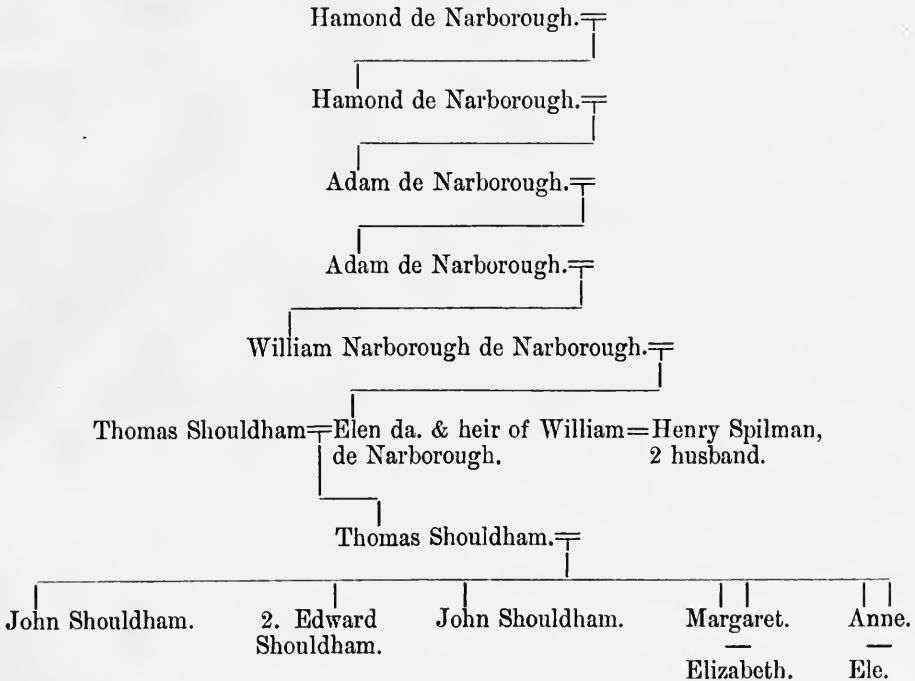 Hamond de Narborough.
Hamond de Narborough.
Adam de Narborough.
Adam de Narborough.
William Narborough de Narborough.
Thomas Shouldham=Elen da. & heir of William=Henry Spilman,
de Narborough. 2 husband.
Thomas Shouldham.
John Shouldham. 2. Edward John Shouldham. Margaret. Anne.
Shouldham. — —
Elizabeth. Ele.